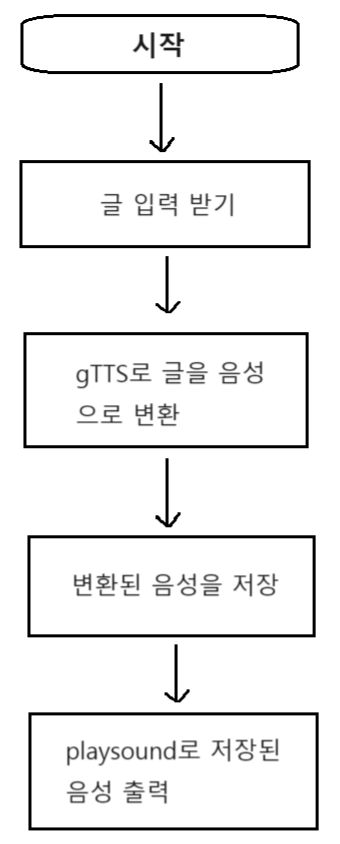 시작
글 입력 받기
gTTS로 글을 음성
으로 변환
변환된 음성을 저장
playsound로 저장된
음성 출력